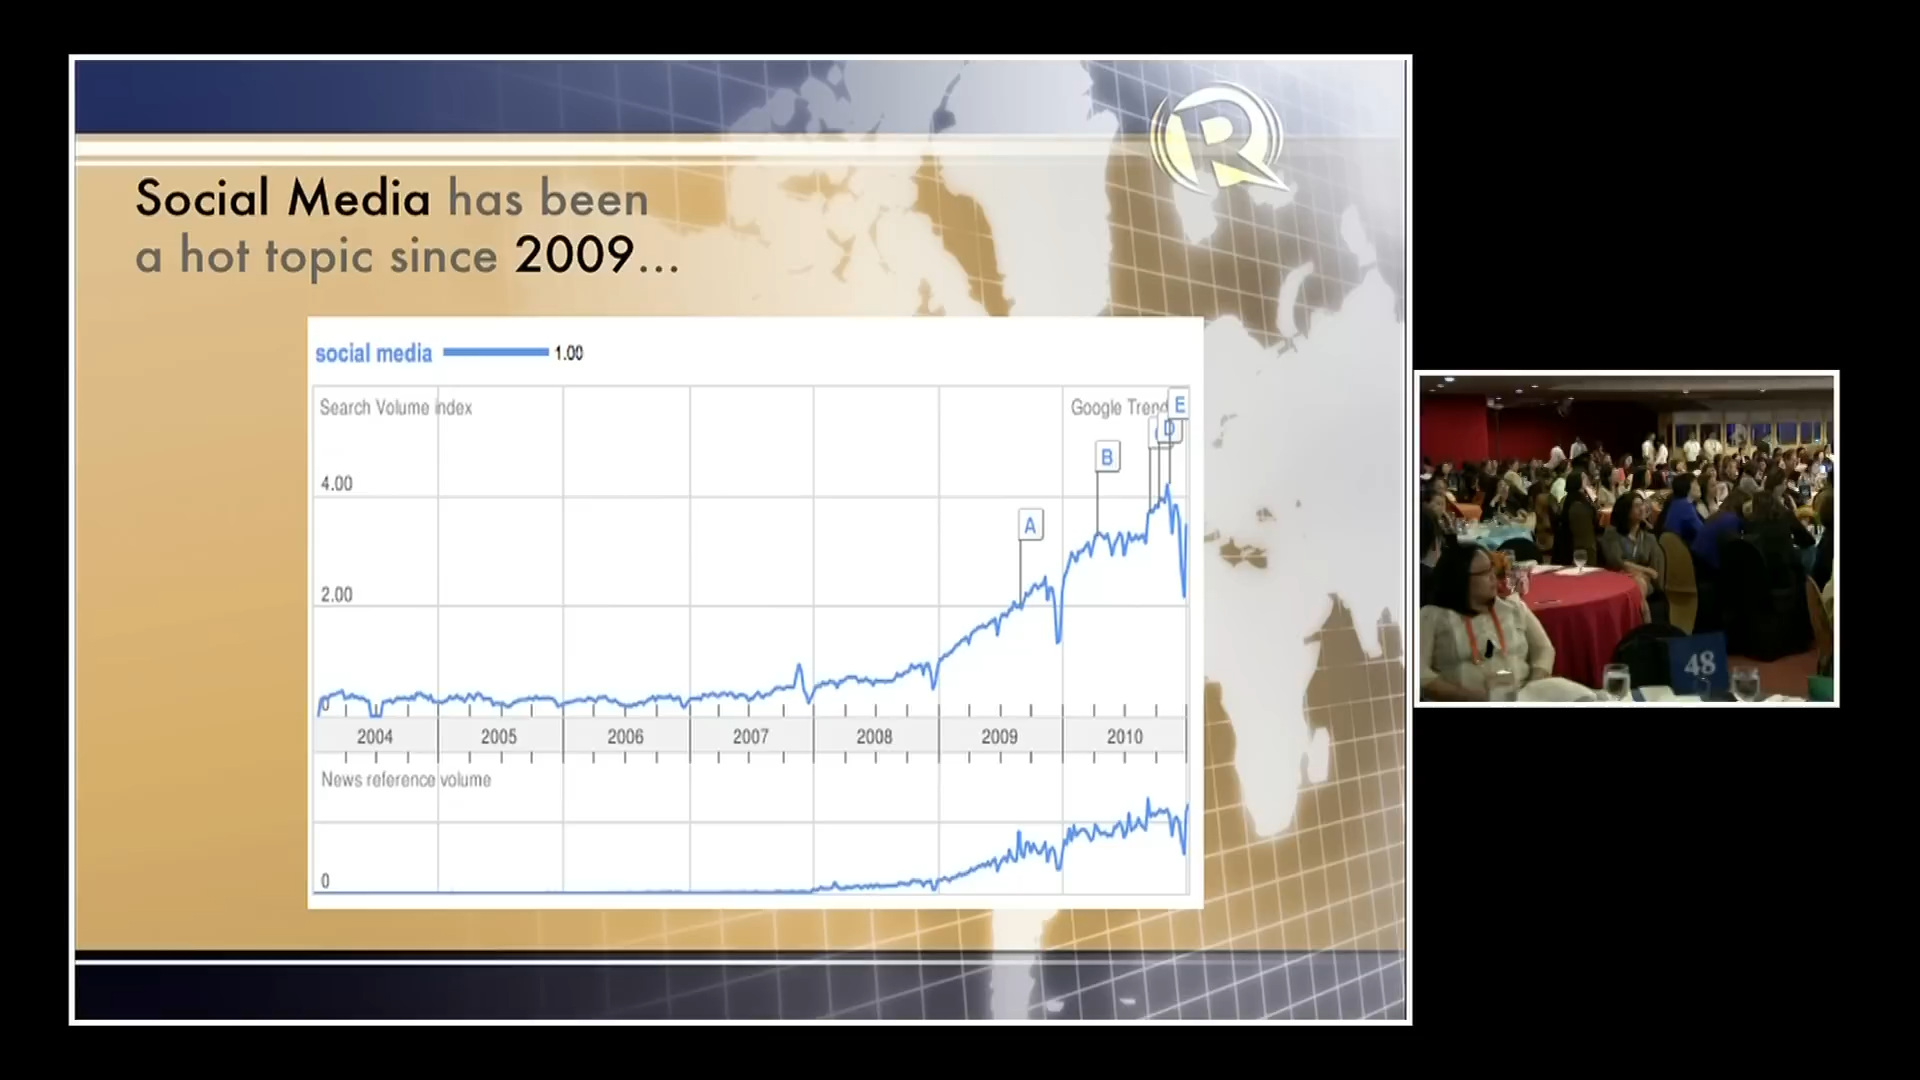 R
Social Media has been
a hot topic since 2009...
social media 1.00
Search Volume index
Google Trend
E
D
B
4.00
A
2.00
0
2004 2005 2006 2007 2008 2009 2010
News reference volume
0
48